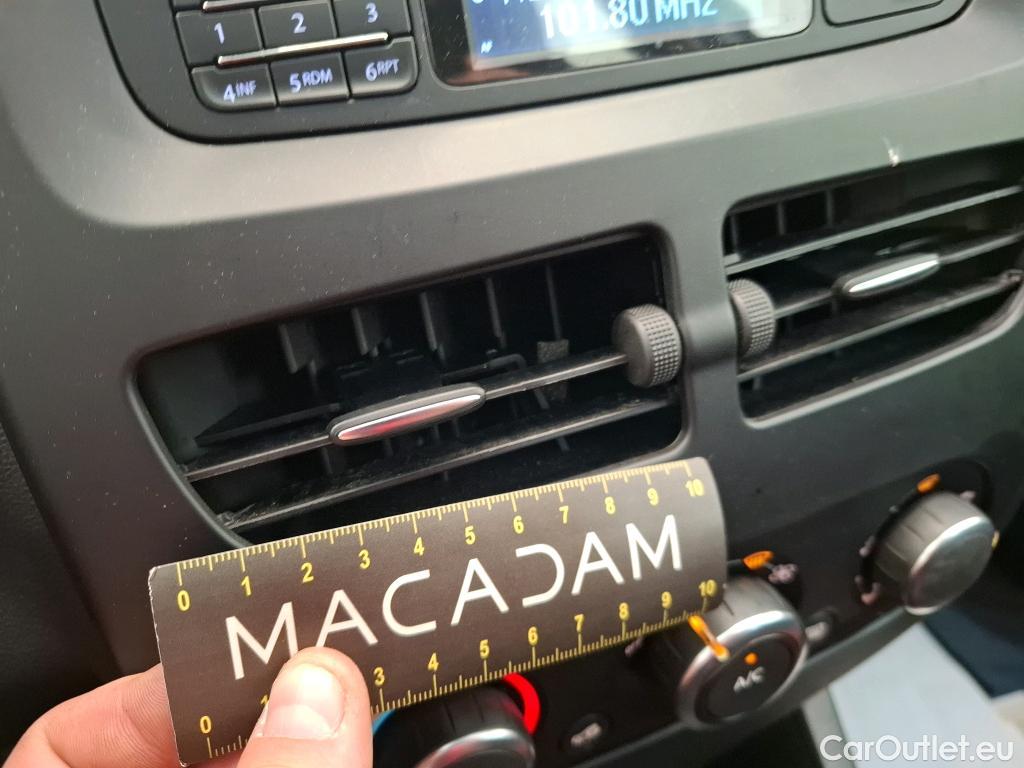 101.80 MHz
AF
1 2 3
4INF 5RDM 6RPT
0 1 2 3 4 5 6 7 8 9 10
MACADAM
0 1 3 4 5 6 7 8 9 10
A/C
CarOutlet.eu